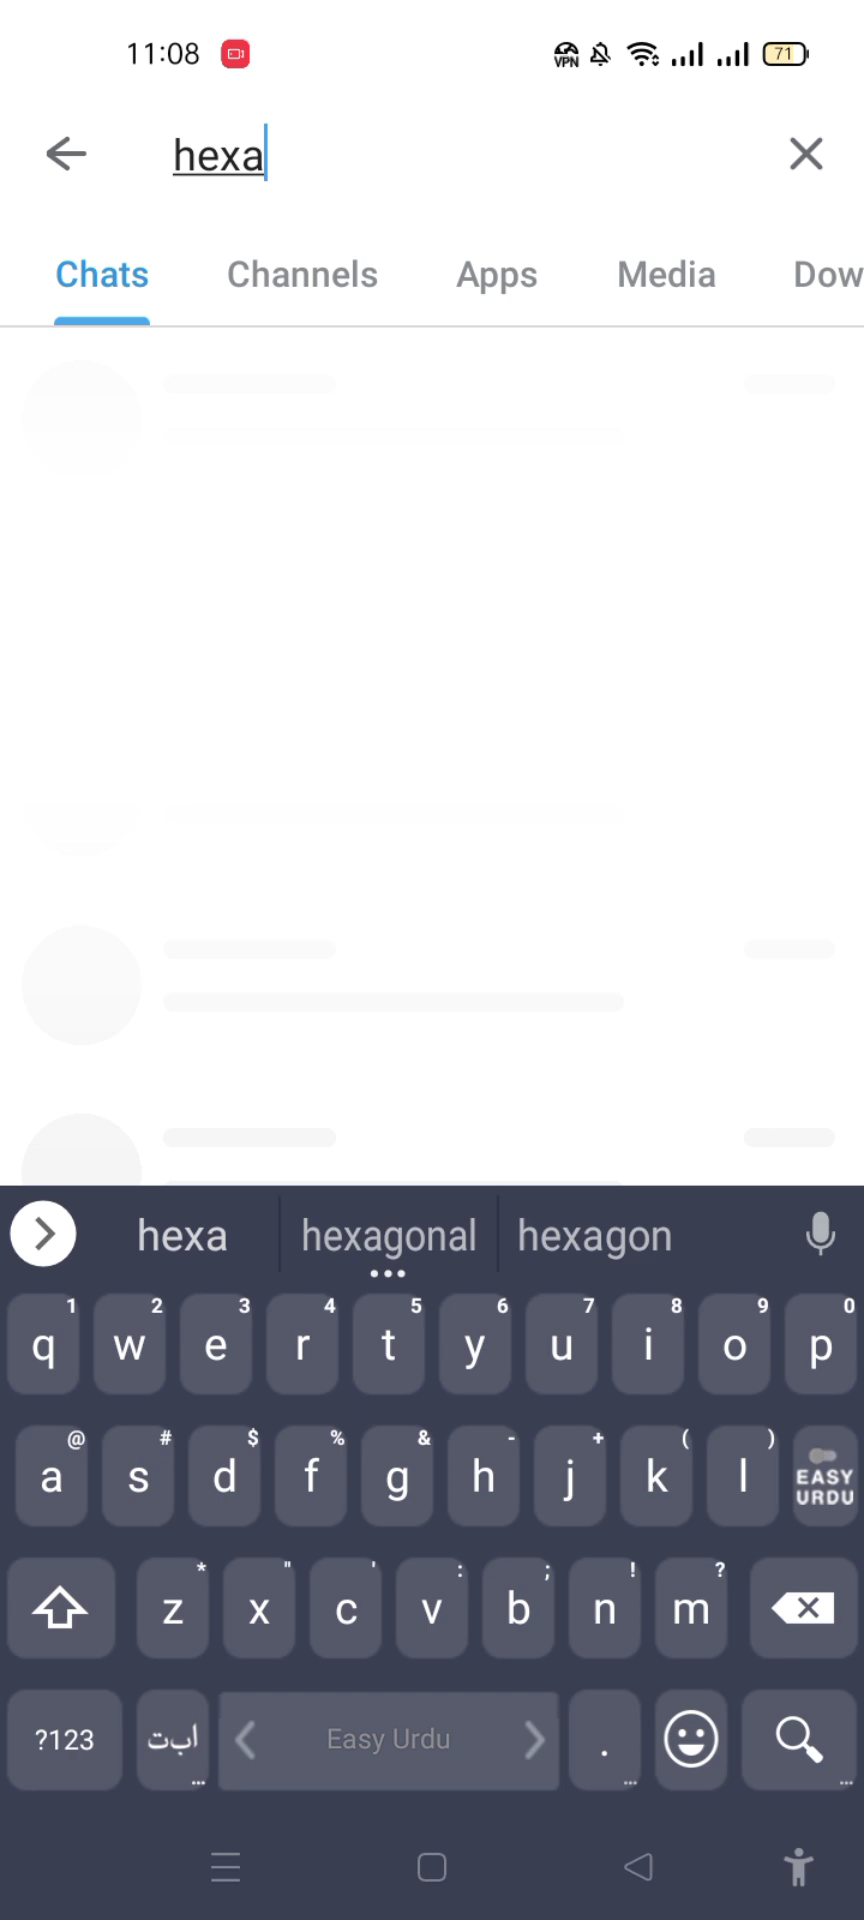 11:08 VPN 71
hexa
Chats Channels Apps Media Dow
hexa hexagonal hexagon
1 2 3 4 5 6 7 8 9 0
q w e r t y u i o p
@ # $ % & - + ( )
a s d f g h j k l EASY URDU
* " ' : ; ! ?
z x c v b n m
?123 ابت Easy Urdu .